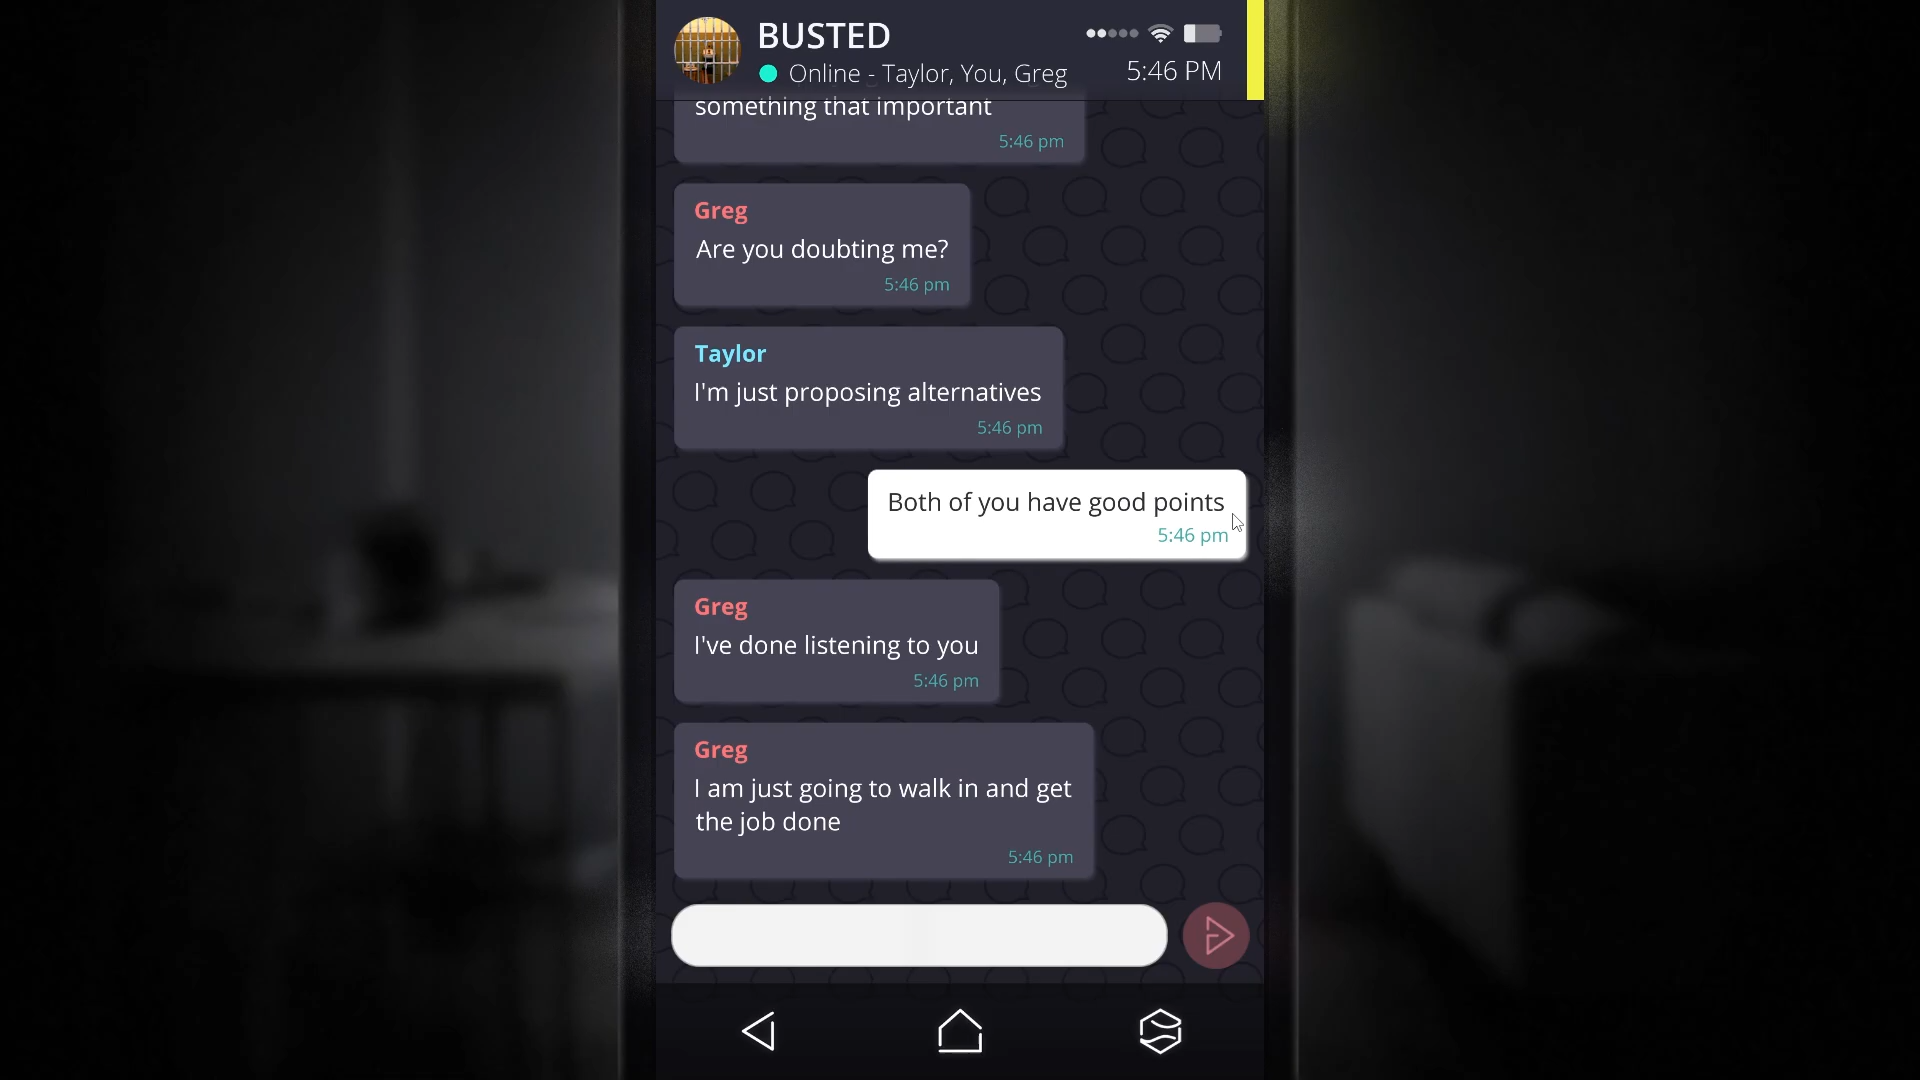 BUSTED
Online - Taylor, You, Greg
5:46 PM
something that important
5:46 pm
Greg
Are you doubting me?
5:46 pm
Taylor
I'm just proposing alternatives
5:46 pm
Both of you have good points
5:46 pm
Greg
I've done listening to you
5:46 pm
Greg
I am just going to walk in and get
the job done
5:46 pm